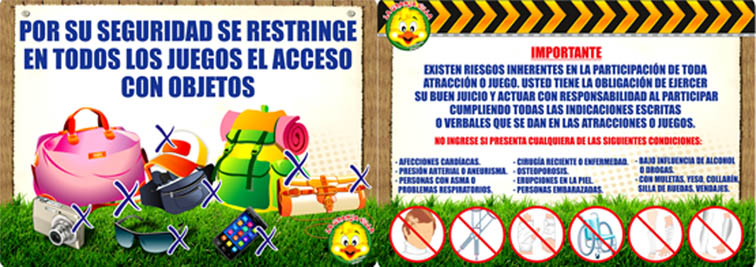 POR SU SEGURIDAD SE RESTRINGE
EN TODOS LOS JUEGOS EL ACCESO
CON OBJETOS
IMPORTANTE
EXISTEN RIESGOS INHERENTES EN LA PARTICIPACIÓN DE TODA
ATRACCIÓN O JUEGO. USTED TIENE LA OBLIGACIÓN DE EJERCER
SU BUEN JUICIO Y ACTUAR CON RESPONSABILIDAD AL PARTICIPAR
CUMPLIENDO TODAS LAS INDICACIONES ESCRITAS
O VERBALES QUE SE DAN EN LAS ATRACCIONES O JUEGOS.
NO INGRESE SI PRESENTA CUALQUIERA DE LAS SIGUIENTES CONDICIONES:
- AFECCIONES CARDÍACAS.
- PRESIÓN ARTERIAL O ANEURISMA.
- PERSONAS CON ASMA O
PROBLEMAS RESPIRATORIOS.
- CIRUGÍA RECIENTE O ENFERMEDAD.
- OSTEOPOROSIS.
- ERUPCIONES EN LA PIEL.
- PERSONAS EMBARAZADAS.
- BAJO INFLUENCIA DE ALCOHOL
O DROGAS.
- CON MULETAS, YESO, COLLARÍN,
SILLA DE RUEDAS, VENDAJES.